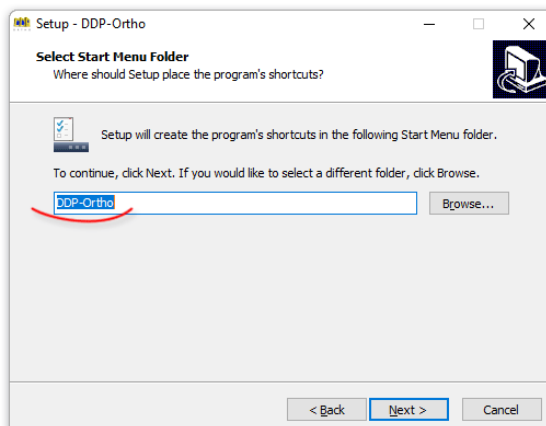 Setup - DDP-Ortho
Select Start Menu Folder
Where should Setup place the program's shortcuts?
Setup will create the program's shortcuts in the following Start Menu folder.
To continue, click Next. If you would like to select a different folder, click Browse.
DDP-Ortho
Browse...
< Back
Next >
Cancel